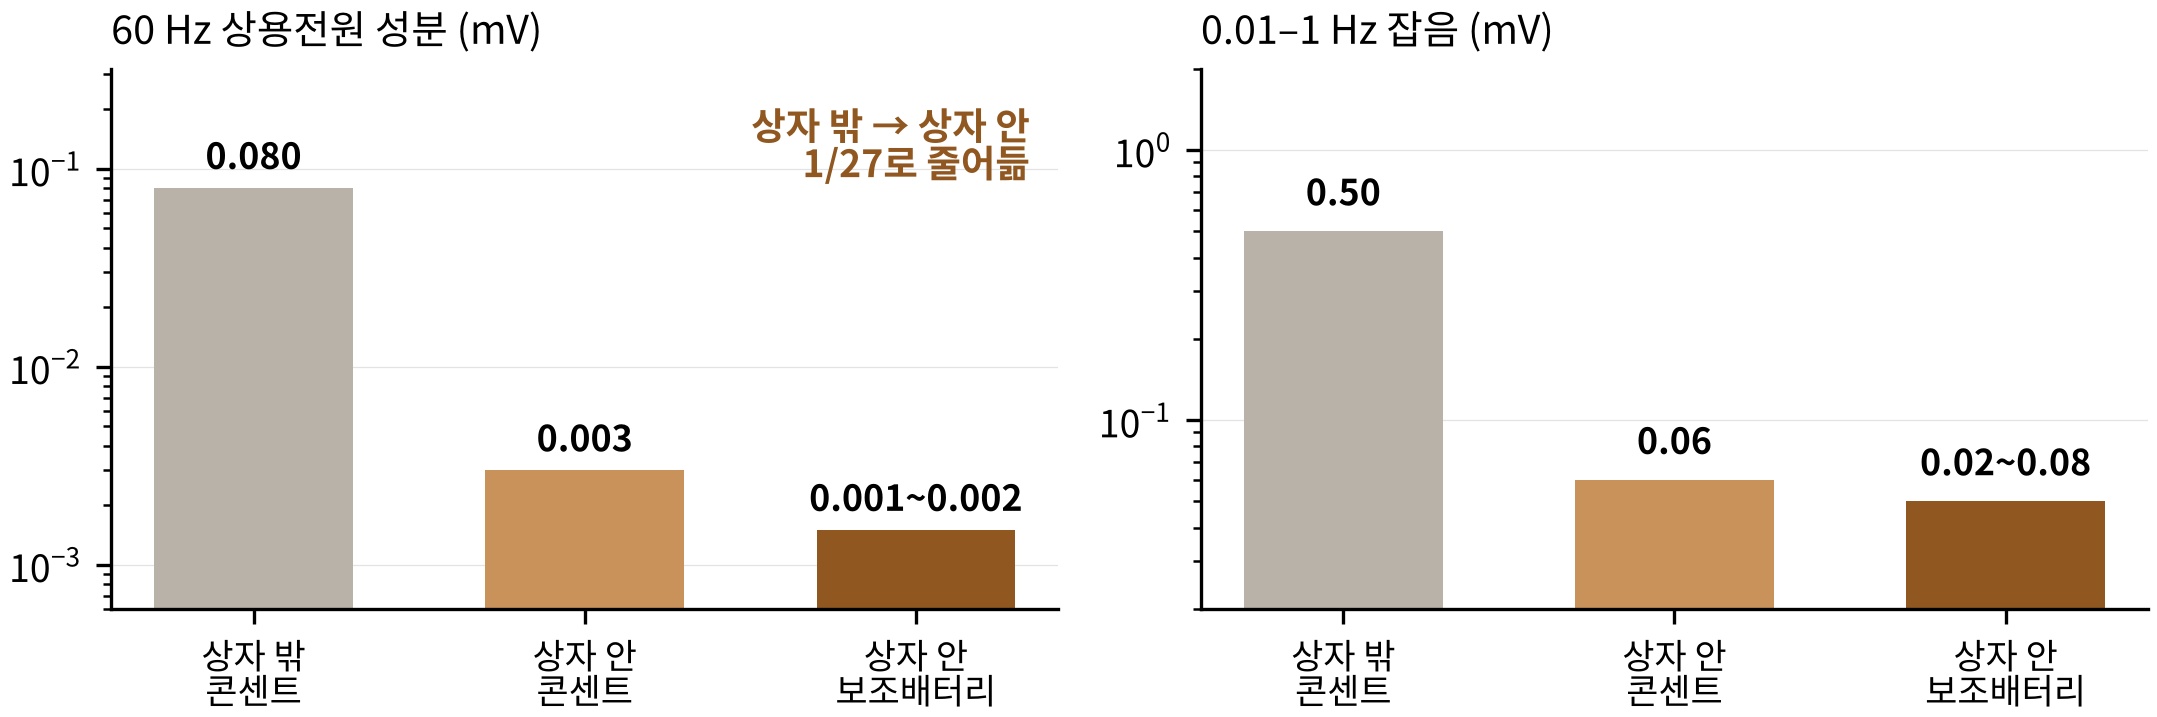 60 Hz 상용전원 성분 (mV)
상자 밖 → 상자 안
1/27로 줄어듦
10⁻¹
10⁻²
10⁻³
0.080
0.003
0.001~0.002
상자 밖
콘센트
상자 안
콘센트
상자 안
보조배터리
0.01–1 Hz 잡음 (mV)
10⁰
10⁻¹
0.50
0.06
0.02~0.08
상자 밖
콘센트
상자 안
콘센트
상자 안
보조배터리